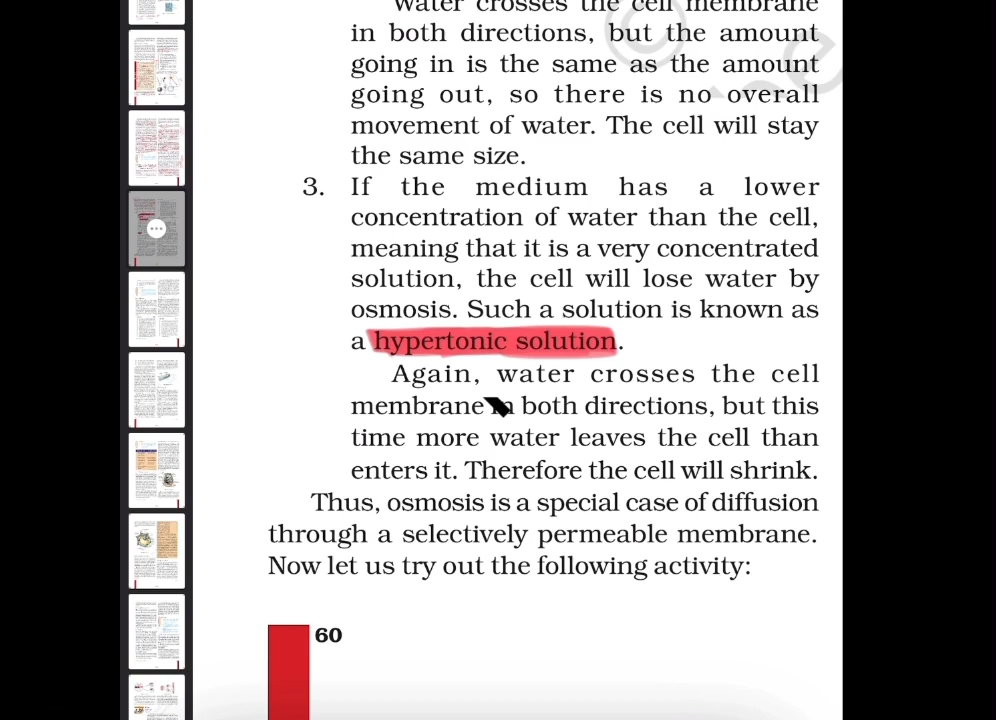 Water crosses the cell membrane
in both directions, but the amount
going in is the same as the amount
going out, so there is no overall
movement of water. The cell will stay
the same size.
3. If the medium has a lower
concentration of water than the cell,
meaning that it is a very concentrated
solution, the cell will lose water by
osmosis. Such a solution is known as
a hypertonic solution.
Again, water crosses the cell
membrane both directions, but this
time more water leaves the cell than
enters it. Therefore the cell will shrink.
Thus, osmosis is a special case of diffusion
through a selectively permeable membrane.
Now let us try out the following activity:
60